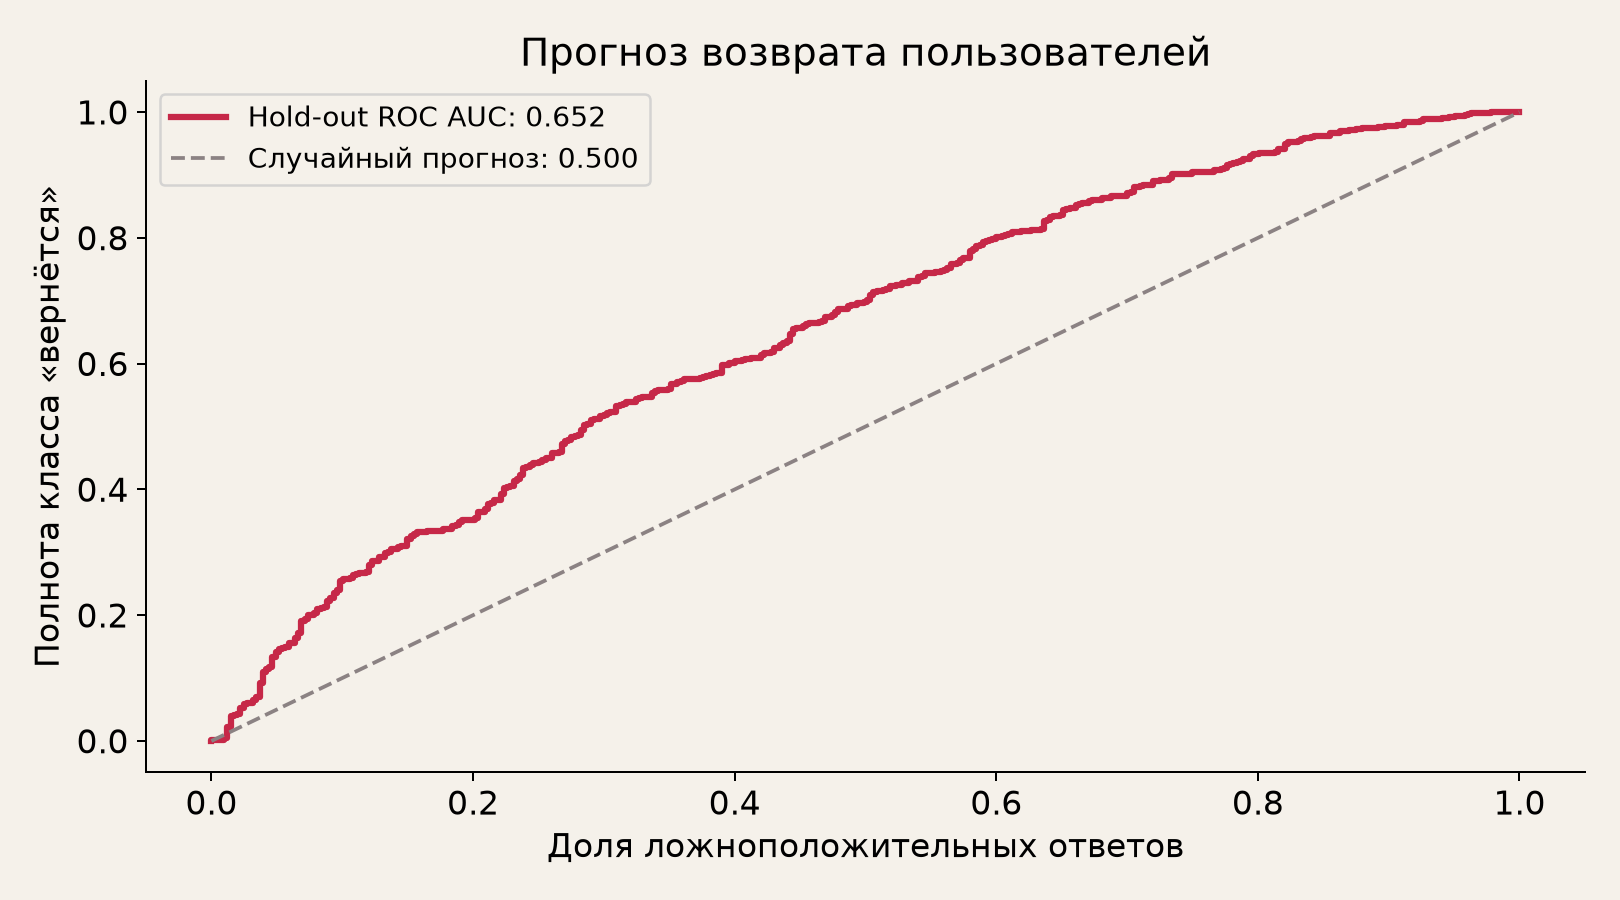 Прогноз возврата пользователей
Hold-out ROC AUC: 0.652
Случайный прогноз: 0.500
Полнота класса «вернётся»
1.0
0.8
0.6
0.4
0.2
0.0
0.0 0.2 0.4 0.6 0.8 1.0
Доля ложноположительных ответов